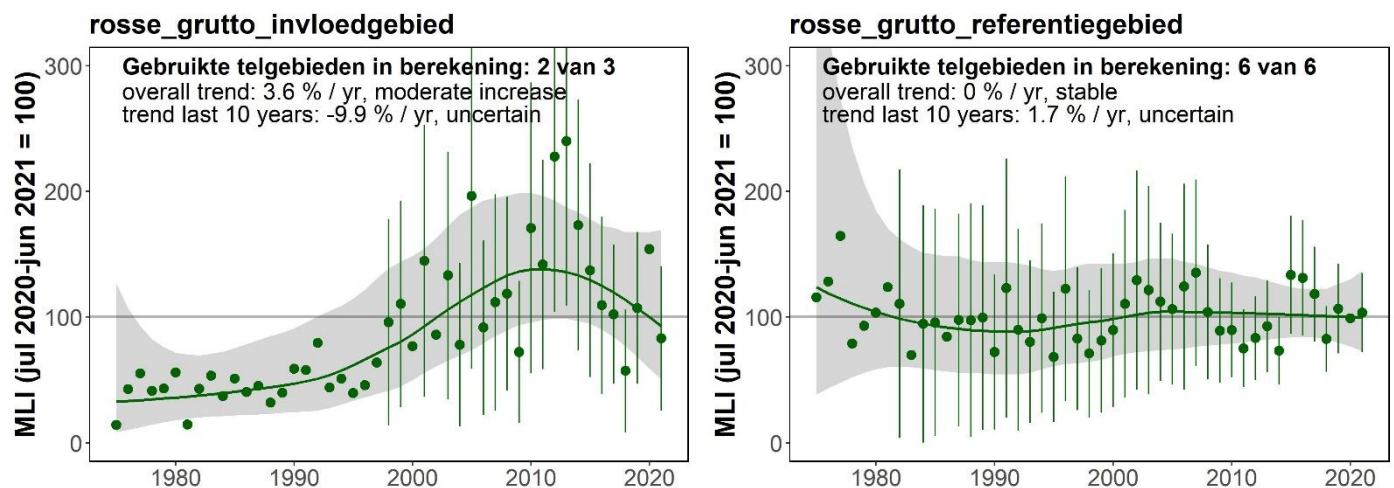 rosse_grutto_invloedgebied
MLI (jul 2020-jun 2021 = 100)
Gebruikte telgebieden in berekening: 2 van 3
overall trend: 3.6 % / yr, moderate increase
trend last 10 years: -9.9 % / yr, uncertain
300
200
100
0
1980
1990
2000
2010
2020
rosse_grutto_referentiegebied
MLI (jul 2020-jun 2021 = 100)
Gebruikte telgebieden in berekening: 6 van 6
overall trend: 0 % / yr, stable
trend last 10 years: 1.7 % / yr, uncertain
300
200
100
0
1980
1990
2000
2010
2020